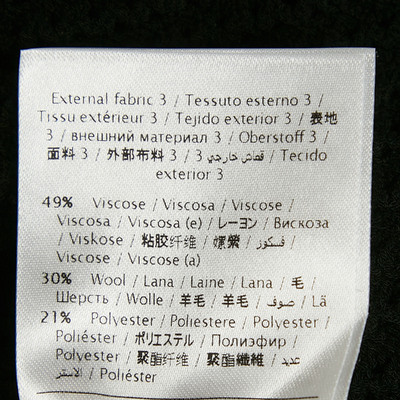 External fabric 3 / Tessuto esterno 3 /
Tissu extérieur 3 / Tejido exterior 3 / 表地
3 / внешний материал 3 / Oberstoff 3 /
面料 3 / 外部布料 3 / 3 قماش خارجي / Tecido
exterior 3
49% Viscose / Viscosa / Viscose /
Viscosa / Viscosa (e) / レーヨン / Вискоза
/ Viskose / 粘胶纤维 / 嫘縈 / فسكوز /
Viscose / Viscose (a)
30% Wool / Lana / Laine / Lana / 毛 /
Шерсть / Wolle / 羊毛 / 羊毛 / صوف / Lã
21% Polyester / Poliestere / Polyester /
Poliéster / ポリエステル / Полиэфир /
Polyester / 聚酯纤维 / 聚酯纖維 / عديد
الاستر / Poliéster